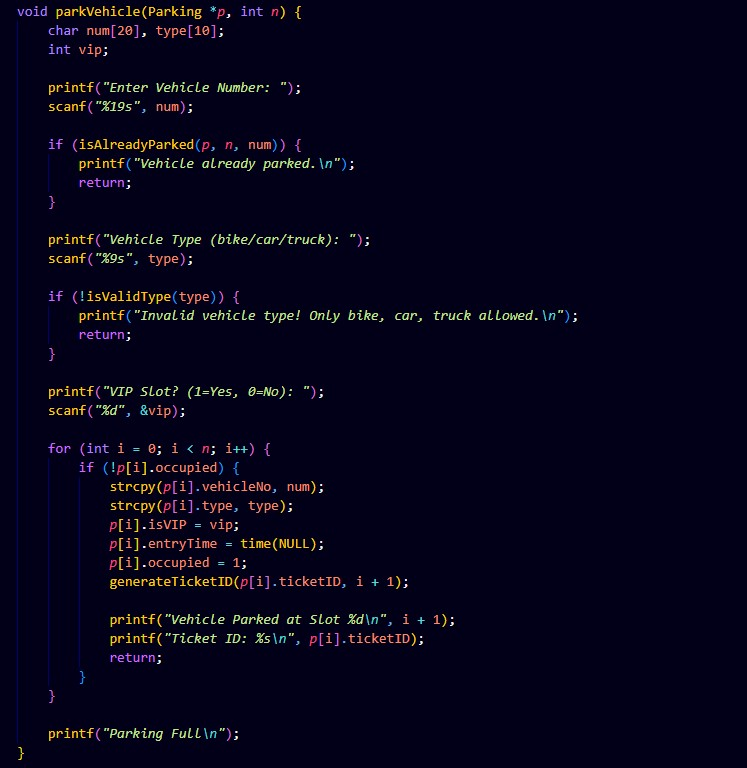 void parkVehicle(Parking *p, int n) {
    char num[20], type[10];
    int vip;

    printf("Enter Vehicle Number: ");
    scanf("%19s", num);

    if (isAlreadyParked(p, n, num)) {
        printf("Vehicle already parked.\n");
        return;
    }

    printf("Vehicle Type (bike/car/truck): ");
    scanf("%9s", type);

    if (!isValidType(type)) {
        printf("Invalid vehicle type! Only bike, car, truck allowed.\n");
        return;
    }

    printf("VIP Slot? (1=Yes, 0=No): ");
    scanf("%d", &vip);

    for (int i = 0; i < n; i++) {
        if (!p[i].occupied) {
            strcpy(p[i].vehicleNo, num);
            strcpy(p[i].type, type);
            p[i].isVIP = vip;
            p[i].entryTime = time(NULL);
            p[i].occupied = 1;
            generateTicketID(p[i].ticketID, i + 1);

            printf("Vehicle Parked at Slot %d\n", i + 1);
            printf("Ticket ID: %s\n", p[i].ticketID);
            return;
        }
    }

    printf("Parking Full\n");
}